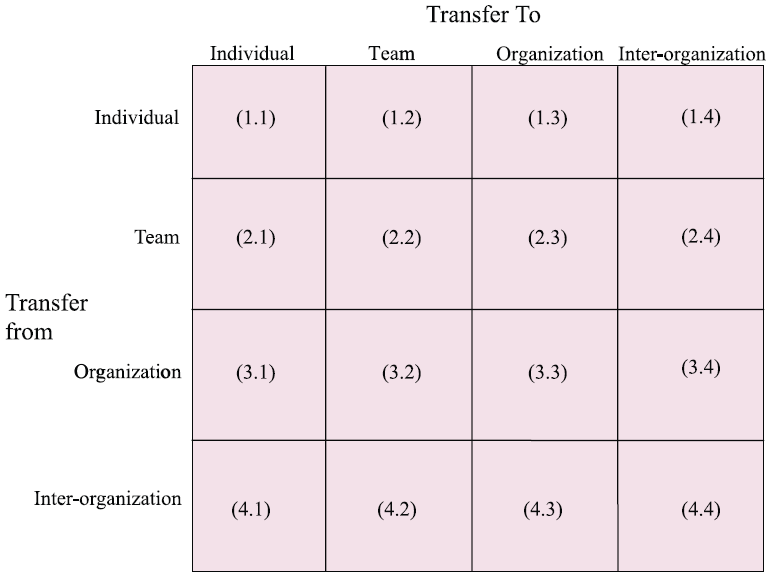 Transfer To
Individual Team Organization Inter-organization
Individual (1.1) (1.2) (1.3) (1.4)
Team (2.1) (2.2) (2.3) (2.4)
Transfer
from
Organization (3.1) (3.2) (3.3) (3.4)
Inter-organization (4.1) (4.2) (4.3) (4.4)